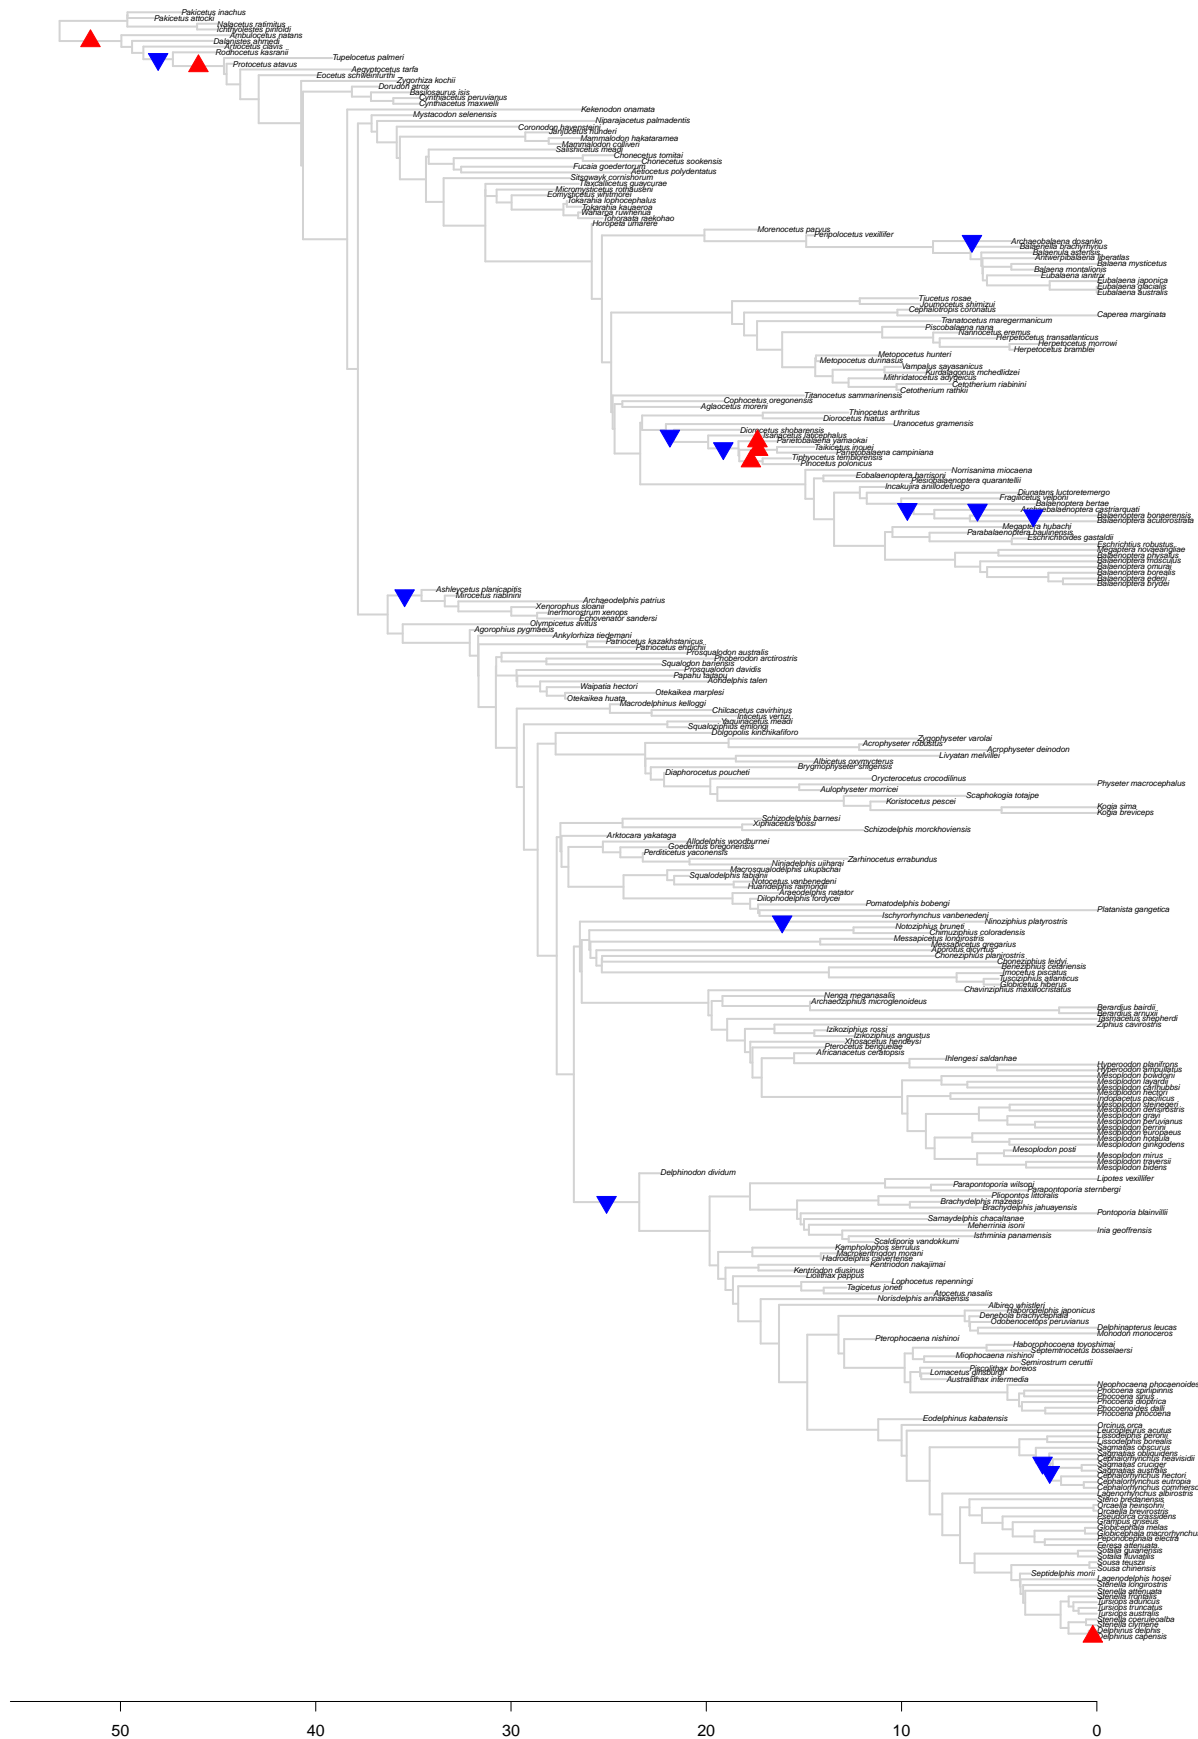 Pakicetus inachus
Pakicetus attocki
Nalacetus ratimitus
Ichthyolestes pinfoldi
Ambulocetus natans
Dalanistes ahmedi
Artiocetus clavis
Rodhocetus kasranii
Tupelocetus palmeri
Protocetus atavus
Aegyptocetus tarfa
Eocetus schweinfurthi
Zygorhiza kochii
Dorudon atrox
Basilosaurus isis
Cynthiacetus peruvianus
Cynthiacetus maxwelli
Kekenodon onamata
Mystacodon selenensis
Niparajacetus palmadentis
Coronodon havensteini
Janjucetus hunderi
Mammalodon hakataramea
Mammalodon colliveri
Salishicetus meadi
Chonecetus tomitai
Chonecetus sookensis
Fucaia goedertorum
Aetiocetus polydentatus
Sitsqwayk cornishorum
Tlaxcallicetus guaycurae
Micromysticetus rothauseni
Eomysticetus whitmorei
Tokarahia lophocephalus
Tokarahia kauaeroa
Waharoa ruwhenua
Tohoraata raekohao
Horopeta umarere
Morenocetus parvus
Peripolocetus vexillifer
Archaeobalaena dosanko
Balaenella brachyrhynus
Balaenula astensis
Antwerpibalaena liberatlas
Balaena mysticetus
Balaena montalionis
Eubalaena ianitrix
Eubalaena japonica
Eubalaena glacialis
Eubalaena australis
Tiucetus rosae
Joumocetus shimizui
Cephalotropis coronatus
Caperea marginata
Tranatocetus maregermanicum
Piscobalaena nana
Nannocetus eremus
Herpetocetus transatlanticus
Herpetocetus morrowi
Herpetocetus bramblei
Metopocetus hunteri
Metopocetus durinasus
Vampalus sayasanicus
Kurdalagonus mchedlidzei
Mithridatocetus adygeicus
Cetotherium riabinini
Cetotherium rathkii
Titanocetus sammarinensis
Cophocetus oregonensis
Aglaocetus moreni
Thinocetus arthritus
Diorocetus hiatus
Uranocetus gramensis
Diorocetus shobarensis
Isanacetus laticephalus
Parietobalaena yamaokai
Taikicetus inouei
Parietobalaena campiniana
Tiphyocetus temblorensis
Pinocetus polonicus
Norrisanima miocaena
Eobalaenoptera harrisoni
Plesiobalaenoptera quarantellii
Incakujira anillodefuego
Diunatans luctoretemergo
Fragilicetus velponi
Balaenoptera bertae
Archaebalaenoptera castriarquati
Balaenoptera bonaerensis
Balaenoptera acutorostrata
Megaptera hubachi
Parabalaenoptera baulinensis
Eschrichtioides gastaldii
Eschrichtius robustus
Megaptera novaeangliae
Balaenoptera physalus
Balaenoptera musculus
Balaenoptera omurai
Balaenoptera borealis
Balaenoptera edeni
Balaenoptera brydei
Ashleycetus planicapitis
Mirocetus riabinini
Archaeodelphis patrius
Xenorophus sloanii
Inermorostrum xenops
Echovenator sandersi
Olympicetus avitus
Agorophius pygmaeus
Ankylorhiza tiedemani
Patriocetus kazakhstanicus
Patriocetus ehrlichii
Prosqualodon australis
Phoberodon arctirostris
Squalodon bariensis
Prosqualodon davidis
Papahu taitapu
Aondelphis talen
Waipatia hectori
Otekaikea marplesi
Otekaikea huata
Macrodelphinus kelloggi
Chilcacetus cavirhinus
Inticetus vertizi
Yaquinacetus meadi
Squaloziphius emlongi
Dolgopolis kinchikafiforo
Zygophyseter varolai
Acrophyseter robustus
Acrophyseter deinodon
Livyatan melvillei
Albicetus oxymycterus
Brygmophyseter shigensis
Diaphorocetus poucheti
Orycterocetus crocodilinus
Physeter macrocephalus
Aulophyseter morricei
Scaphokogia totajpe
Koristocetus pescei
Kogia sima
Kogia breviceps
Schizodelphis barnesi
Xiphiacetus bossi
Schizodelphis morckhoviensis
Arktocara yakataga
Allodelphis woodburnei
Goedertius oregonensis
Perditicetus yaconensis
Zarhinocetus errabundus
Ninjadelphis ujiharai
Macrosqualodelphis ukupachai
Squalodelphis fabianii
Notocetus vanbenedeni
Huaridelphis raimondii
Araeodelphis natator
Dilophodelphis fordycei
Pomatodelphis bobengi
Platanista gangetica
Ischyrorhynchus vanbenedeni
Ninoziphius platyrostris
Notoziphius bruneti
Chimuziphius coloradensis
Messapicetus longirostris
Messapicetus gregarius
Aporotus dicyrtus
Choneziphius planirostris
Choneziphius leidyi
Beneziphius cetariensis
Imocetus piscatus
Tusciziphius atlanticus
Globicetus hiberus
Chavinziphius maxillocristatus
Nenga meganasalis
Archaeoziphius microglenoideus
Berardius bairdii
Berardius arnuxii
Tasmacetus shepherdi
Ziphius cavirostris
Izikoziphius rossi
Izikoziphius angustus
Xhosacetus hendeysi
Pterocetus benguelae
Africanacetus ceratopsis
Ihlengesi saldanhae
Hyperoodon planifrons
Hyperoodon ampullatus
Mesoplodon bowdoini
Mesoplodon layardii
Mesoplodon carlhubbsi
Mesoplodon hectori
Indopacetus pacificus
Mesoplodon stejnegeri
Mesoplodon densirostris
Mesoplodon grayi
Mesoplodon peruvianus
Mesoplodon perrini
Mesoplodon europaeus
Mesoplodon hotaula
Mesoplodon ginkgodens
Mesoplodon posti
Mesoplodon mirus
Mesoplodon traversii
Mesoplodon bidens
Delphinodon dividum
Lipotes vexillifer
Parapontoporia wilsoni
Parapontoporia sternbergi
Pliopontos littoralis
Brachydelphis mazeasi
Brachydelphis jahuayensis
Pontoporia blainvillii
Samaydelphis chacaltanae
Meherrinia isoni
Inia geoffrensis
Isthminia panamensis
Scaldiporia vandokkumi
Kampholophos serrulus
Macrokentriodon morani
Hadrodelphis calvertense
Kentriodon nakajimai
Kentriodon diusinus
Liolithax pappus
Lophocetus repenningi
Tagicetus joneti
Atocetus nasalis
Norisdelphis annakaensis
Albireo whistleri
Haborodelphis japonicus
Denebola brachycephala
Odobenocetops peruvianus
Delphinapterus leucas
Monodon monoceros
Pterophocaena nishinoi
Haborophocoena toyoshimai
Septemtriocetus bosselaersi
Miophocaena nishinoi
Semirostrum ceruttii
Piscolithax boreios
Lomacetus ginsburgi
Australithax intermedia
Neophocaena phocaenoides
Phocoena spinipinnis
Phocoena sinus
Phocoena dioptrica
Phocoenoides dalli
Phocoena phocoena
Eodelphinus kabatensis
Orcinus orca
Leucopleurus acutus
Lissodelphis peronii
Lissodelphis borealis
Sagmatias obscurus
Sagmatias obliquidens
Cephalorhynchus heavisidii
Sagmatias cruciger
Sagmatias australis
Cephalorhynchus hectori
Cephalorhynchus eutropia
Cephalorhynchus commerso
Lagenorhynchus albirostris
Steno bredanensis
Orcaella heinsohni
Orcaella brevirostris
Pseudorca crassidens
Grampus griseus
Globicephala melas
Globicephala macrorhynchu
Peponocephala electra
Feresa attenuata
Sotalia guianensis
Sotalia fluviatilis
Sousa teuszii
Sousa chinensis
Septidelphis morii
Lagenodelphis hosei
Stenella longirostris
Stenella attenuata
Stenella frontalis
Tursiops aduncus
Tursiops truncatus
Tursiops australis
Stenella coeruleoalba
Stenella clymene
Delphinus delphis
Delphinus capensis
50 40 30 20 10 0